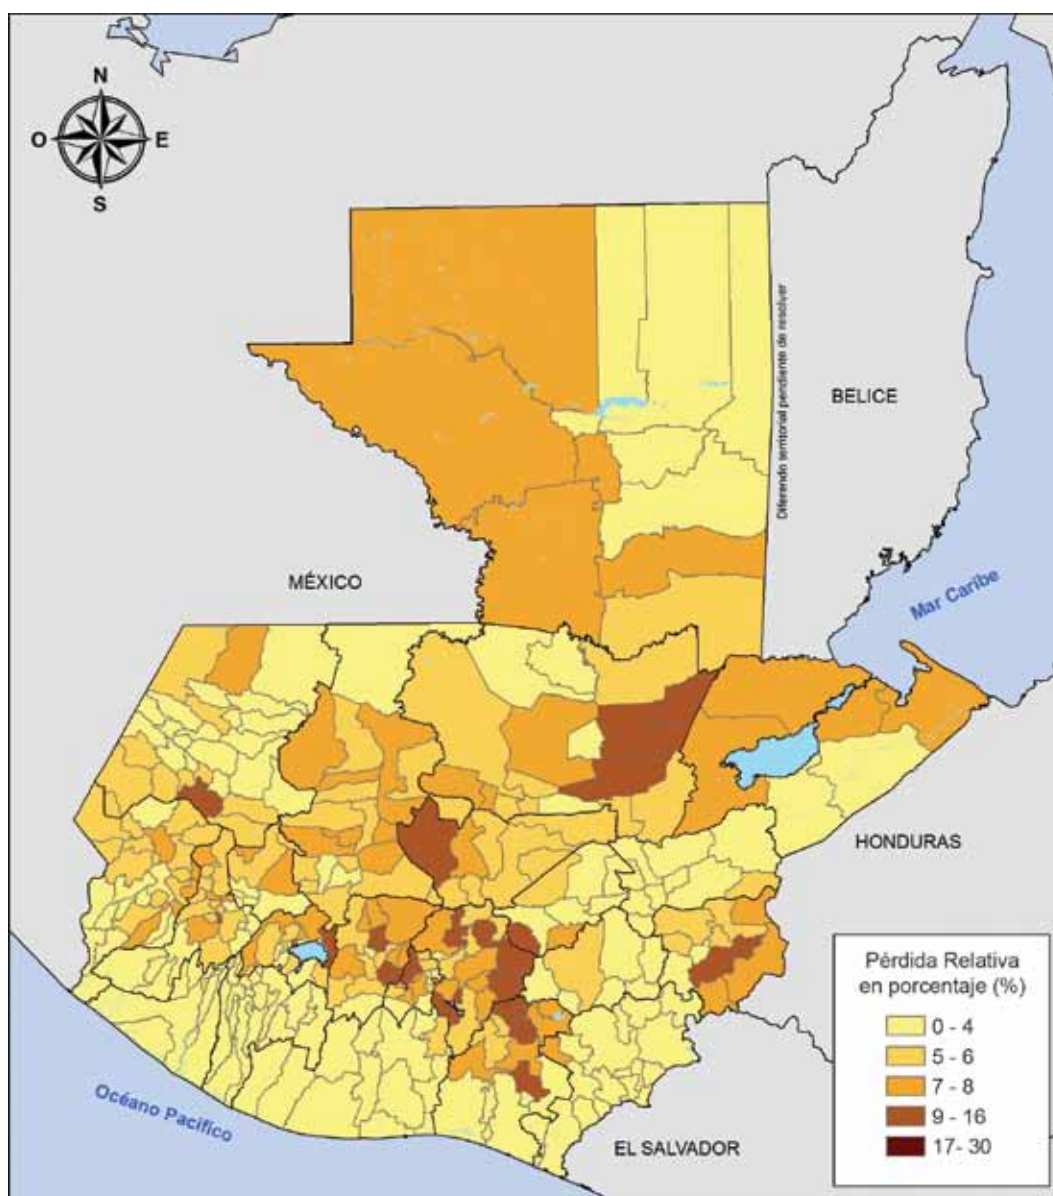 N
O E
S
Diferendo territorial pendiente de resolver
BELICE
MÉXICO
Mar Caribe
HONDURAS
Océano Pacífico
EL SALVADOR
Pérdida Relativa
en porcentaje (%)
0 - 4
5 - 6
7 - 8
9 - 16
17- 30